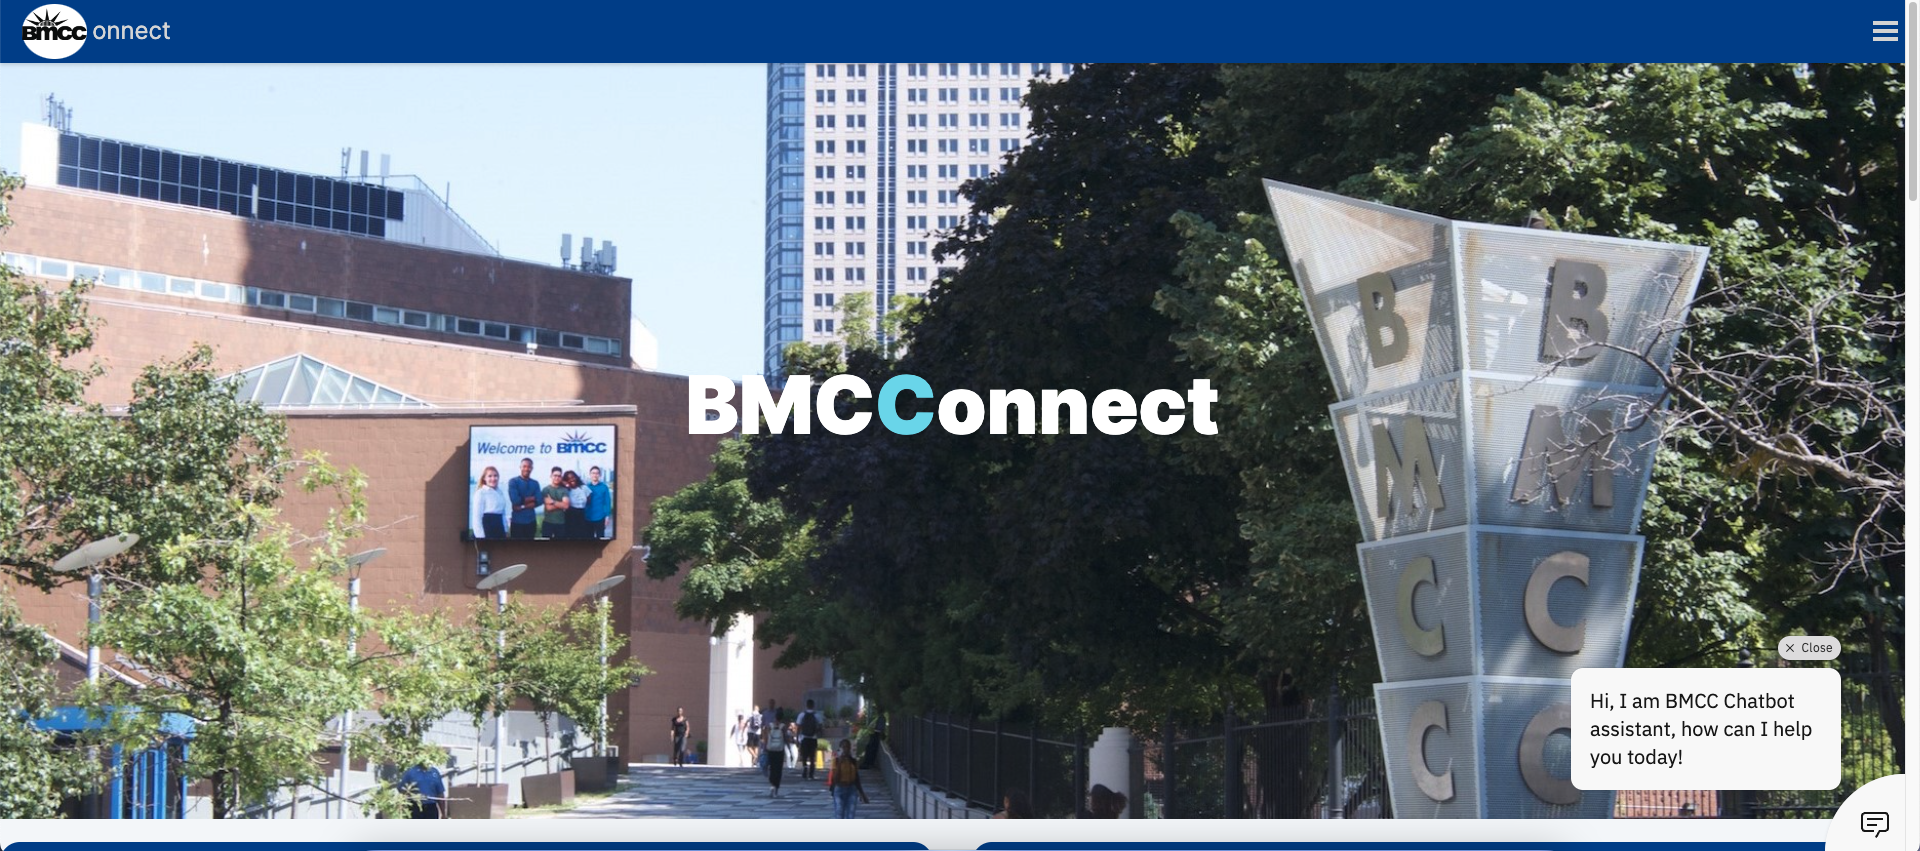 BMCC onnect
BMCConnect
Welcome to BMCC
B B
M M
C C
C C
Close
Hi, I am BMCC Chatbot
assistant, how can I help
you today!